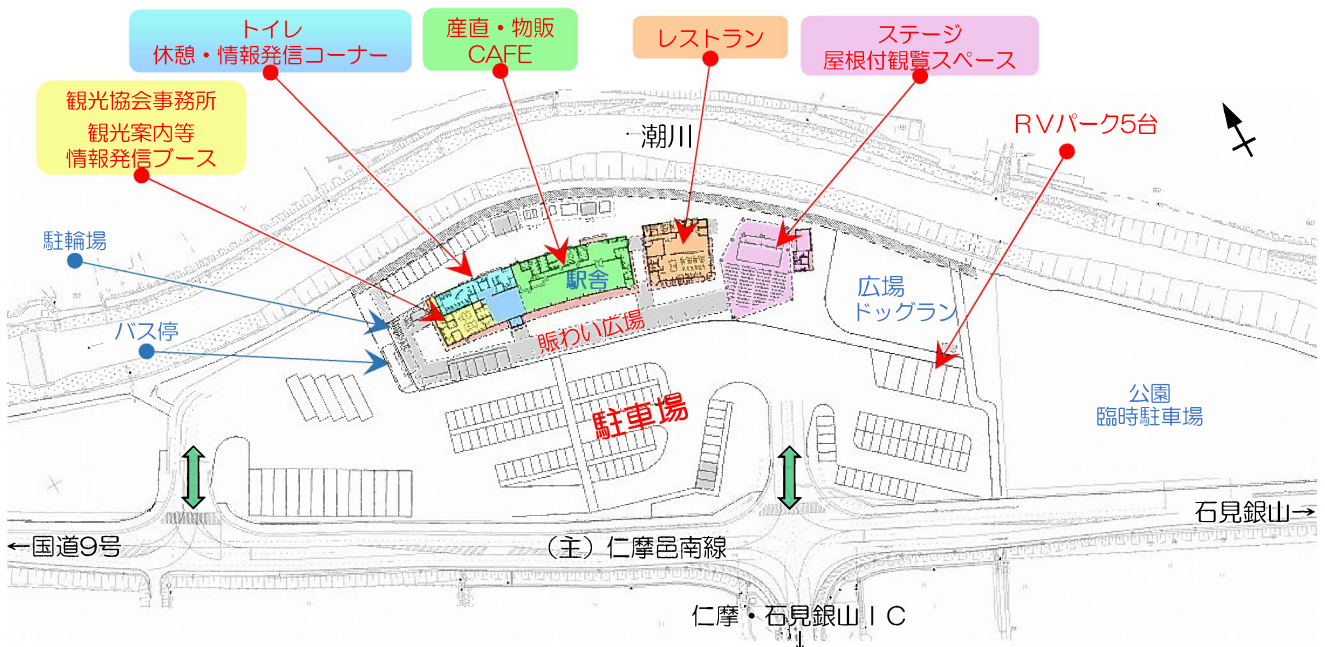 トイレ
休憩・情報発信コーナー
産直・物販
CAFE
レストラン
ステージ
屋根付観覧スペース
観光協会事務所
観光案内等
情報発信ブース
RVパーク5台
←潮川
駐輪場
バス停
駅舎
賑わい広場
広場
ドッグラン
駐車場
公園
臨時駐車場
石見銀山→
←国道9号
(主)仁摩邑南線
仁摩・石見銀山IC
↓